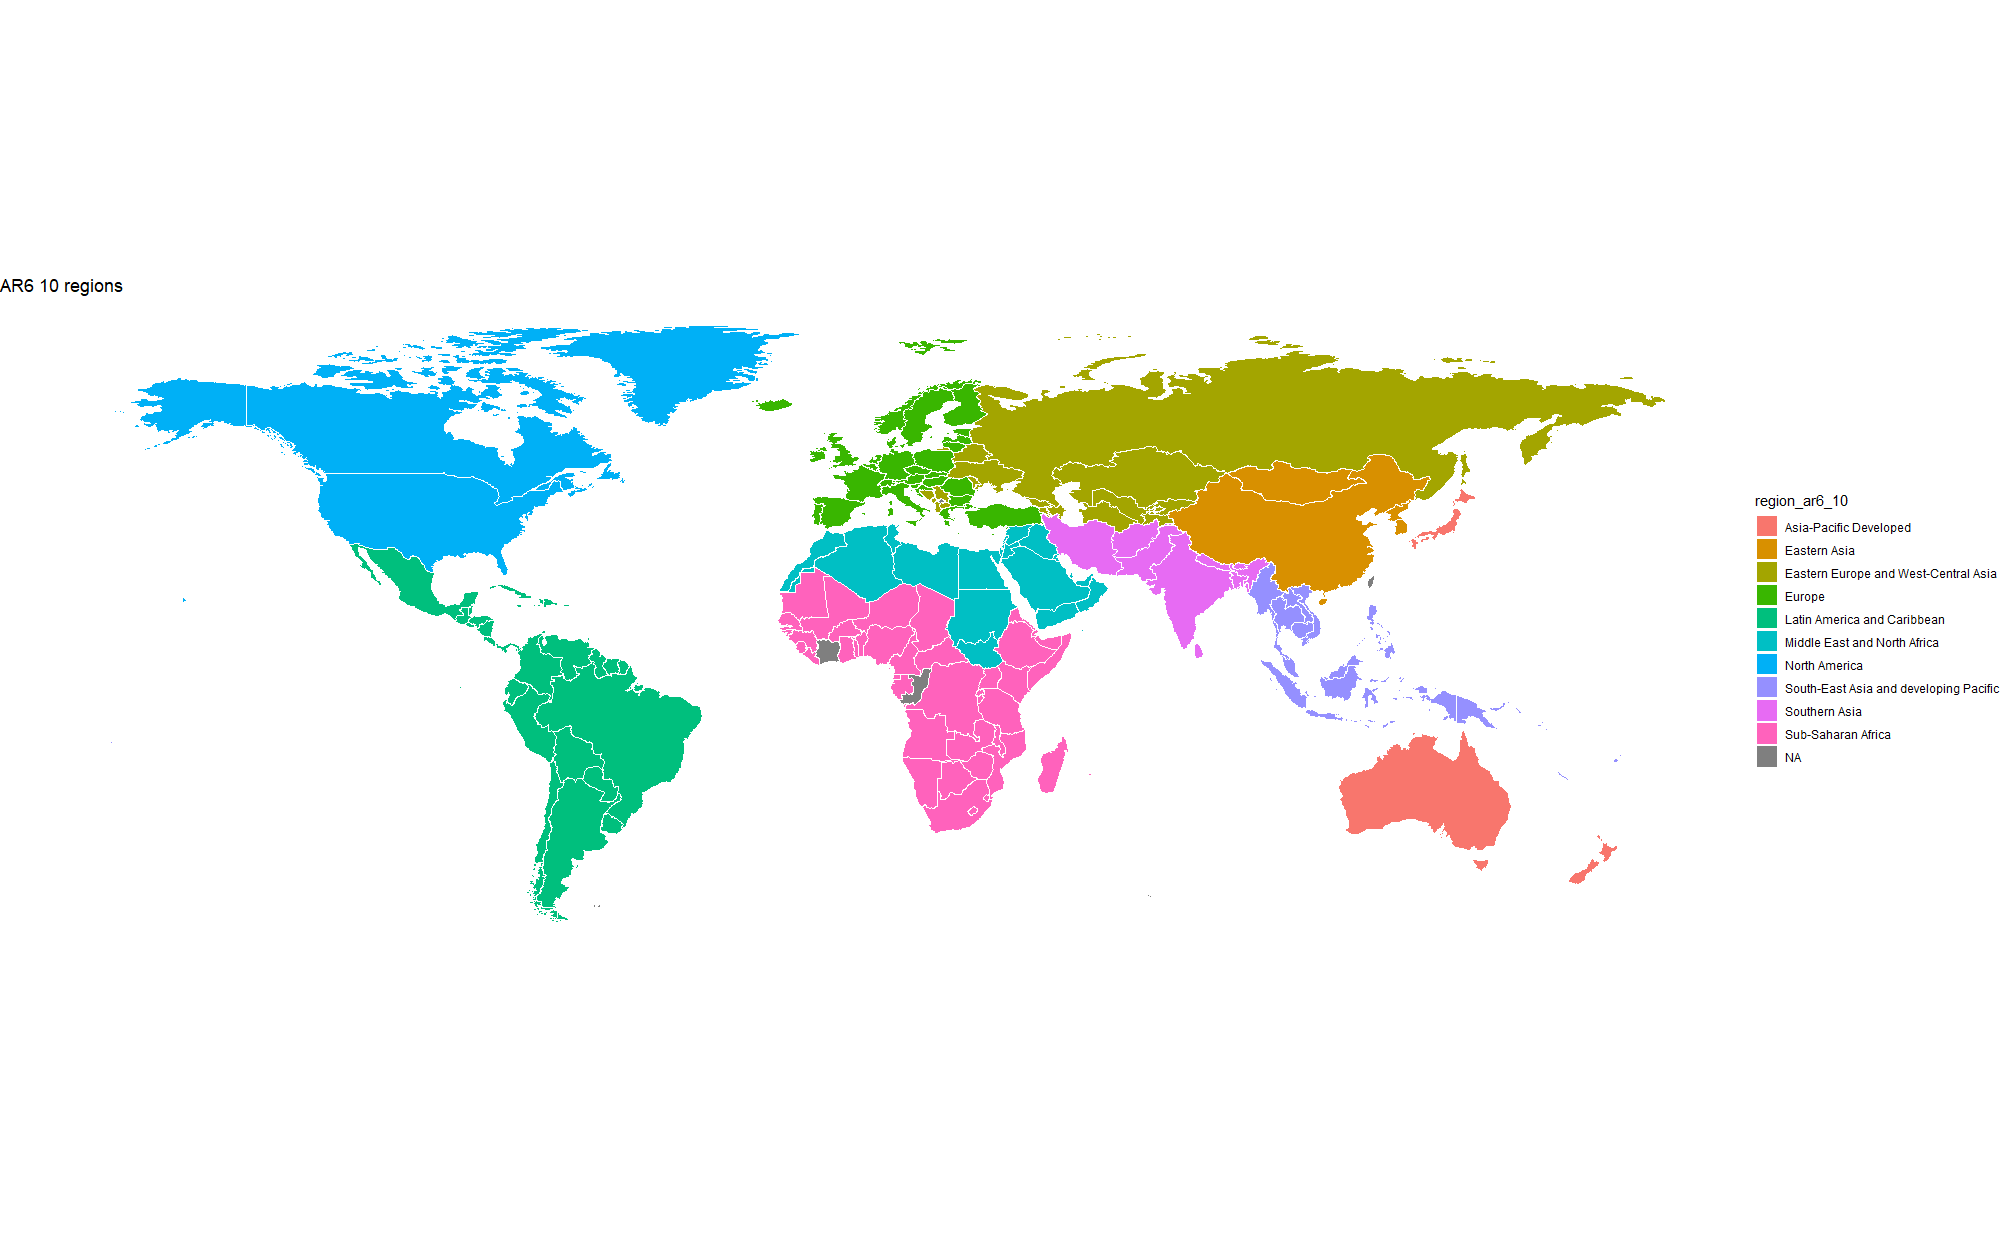 AR6 10 regions
region_ar6_10
Asia-Pacific Developed
Eastern Asia
Eastern Europe and West-Central Asia
Europe
Latin America and Caribbean
Middle East and North Africa
North America
South-East Asia and developing Pacific
Southern Asia
Sub-Saharan Africa
NA